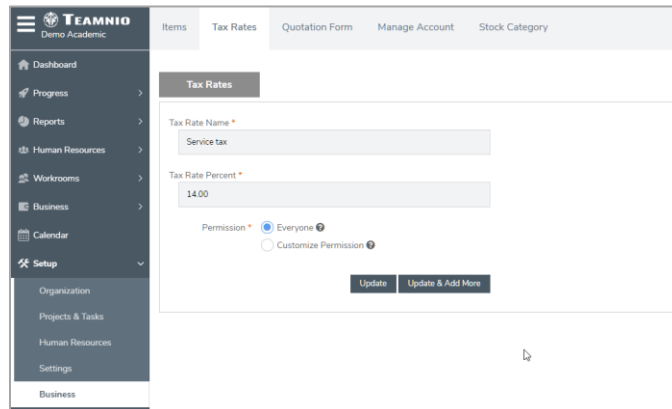 TEAMNIO
Demo Academic
Items Tax Rates Quotation Form Manage Account Stock Category
Dashboard
Progress
Reports
Human Resources
Workrooms
Business
Calendar
Setup
Organization
Projects & Tasks
Human Resources
Settings
Business
Tax Rates
Tax Rate Name *
Service tax
Tax Rate Percent *
14.00
Permission * Everyone
Customize Permission
Update Update & Add More